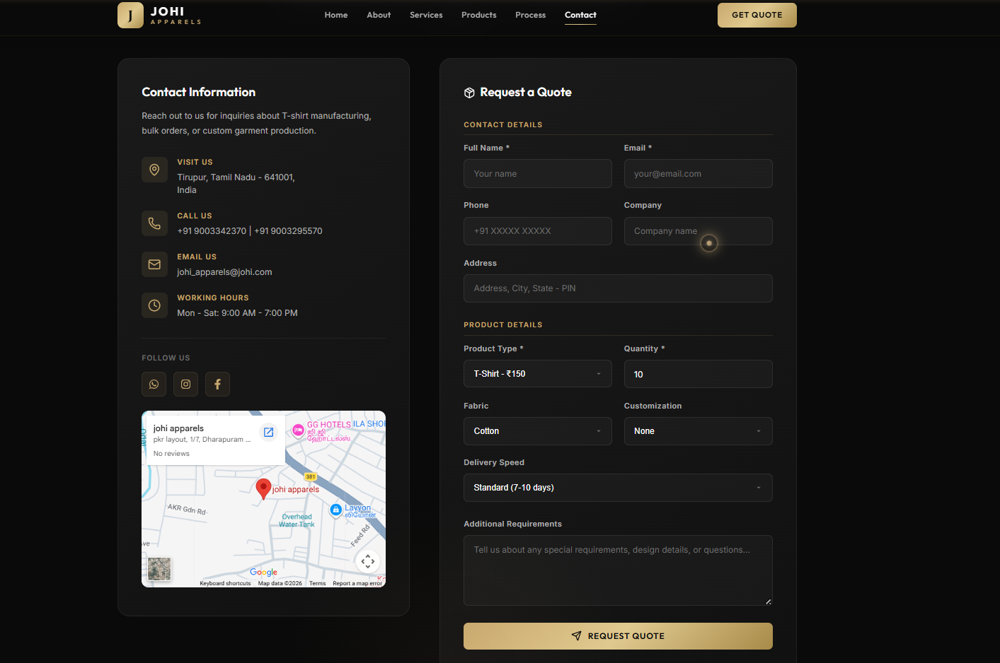 J JOHI
APPARELS
Home About Services Products Process Contact
GET QUOTE
Contact Information
Reach out to us for inquiries about T-shirt manufacturing,
bulk orders, or custom garment production.
VISIT US
Tirupur, Tamil Nadu - 641001,
India
CALL US
+91 9003342370 | +91 9003295570
EMAIL US
johi_apparels@johi.com
WORKING HOURS
Mon - Sat: 9:00 AM - 7:00 PM
FOLLOW US
johi apparels
pkr layout, 1/7, Dharapuram ...
No reviews
GG HOTELS
ஜி.ஜி
ஹோட்டல்ஸ்
381
johi apparels
AKR Gdn Rd
Layyon
லியோன்
Overhead
Water Tank
Feed Rd
Google
Keyboard shortcuts Map data ©2026 Terms Report a map error
Request a Quote
CONTACT DETAILS
Full Name * Email *
Your name your@email.com
Phone Company
+91 XXXXX XXXXX Company name
Address
Address, City, State - PIN
PRODUCT DETAILS
Product Type * Quantity *
T-Shirt - ₹150 10
Fabric Customization
Cotton None
Delivery Speed
Standard (7-10 days)
Additional Requirements
Tell us about any special requirements, design details, or questions...
REQUEST QUOTE